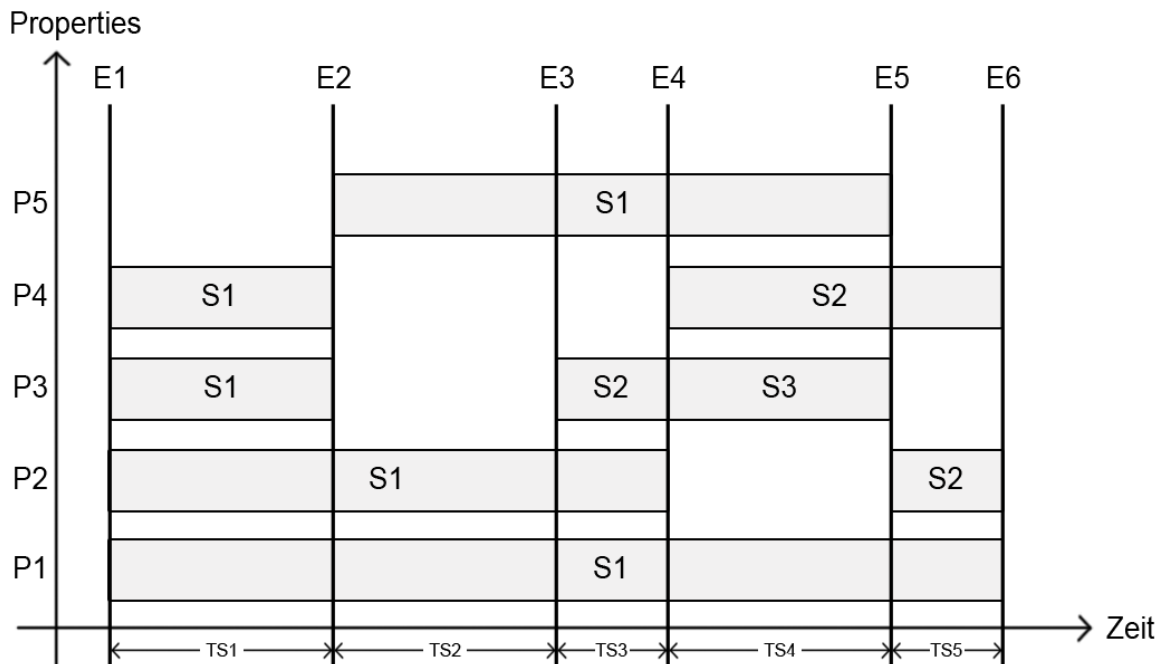 Properties
E1 E2 E3 E4 E5 E6
P5 S1
P4 S1 S2
P3 S1 S2 S3
P2 S1 S2
P1 S1
Zeit
TS1 TS2 TS3 TS4 TS5